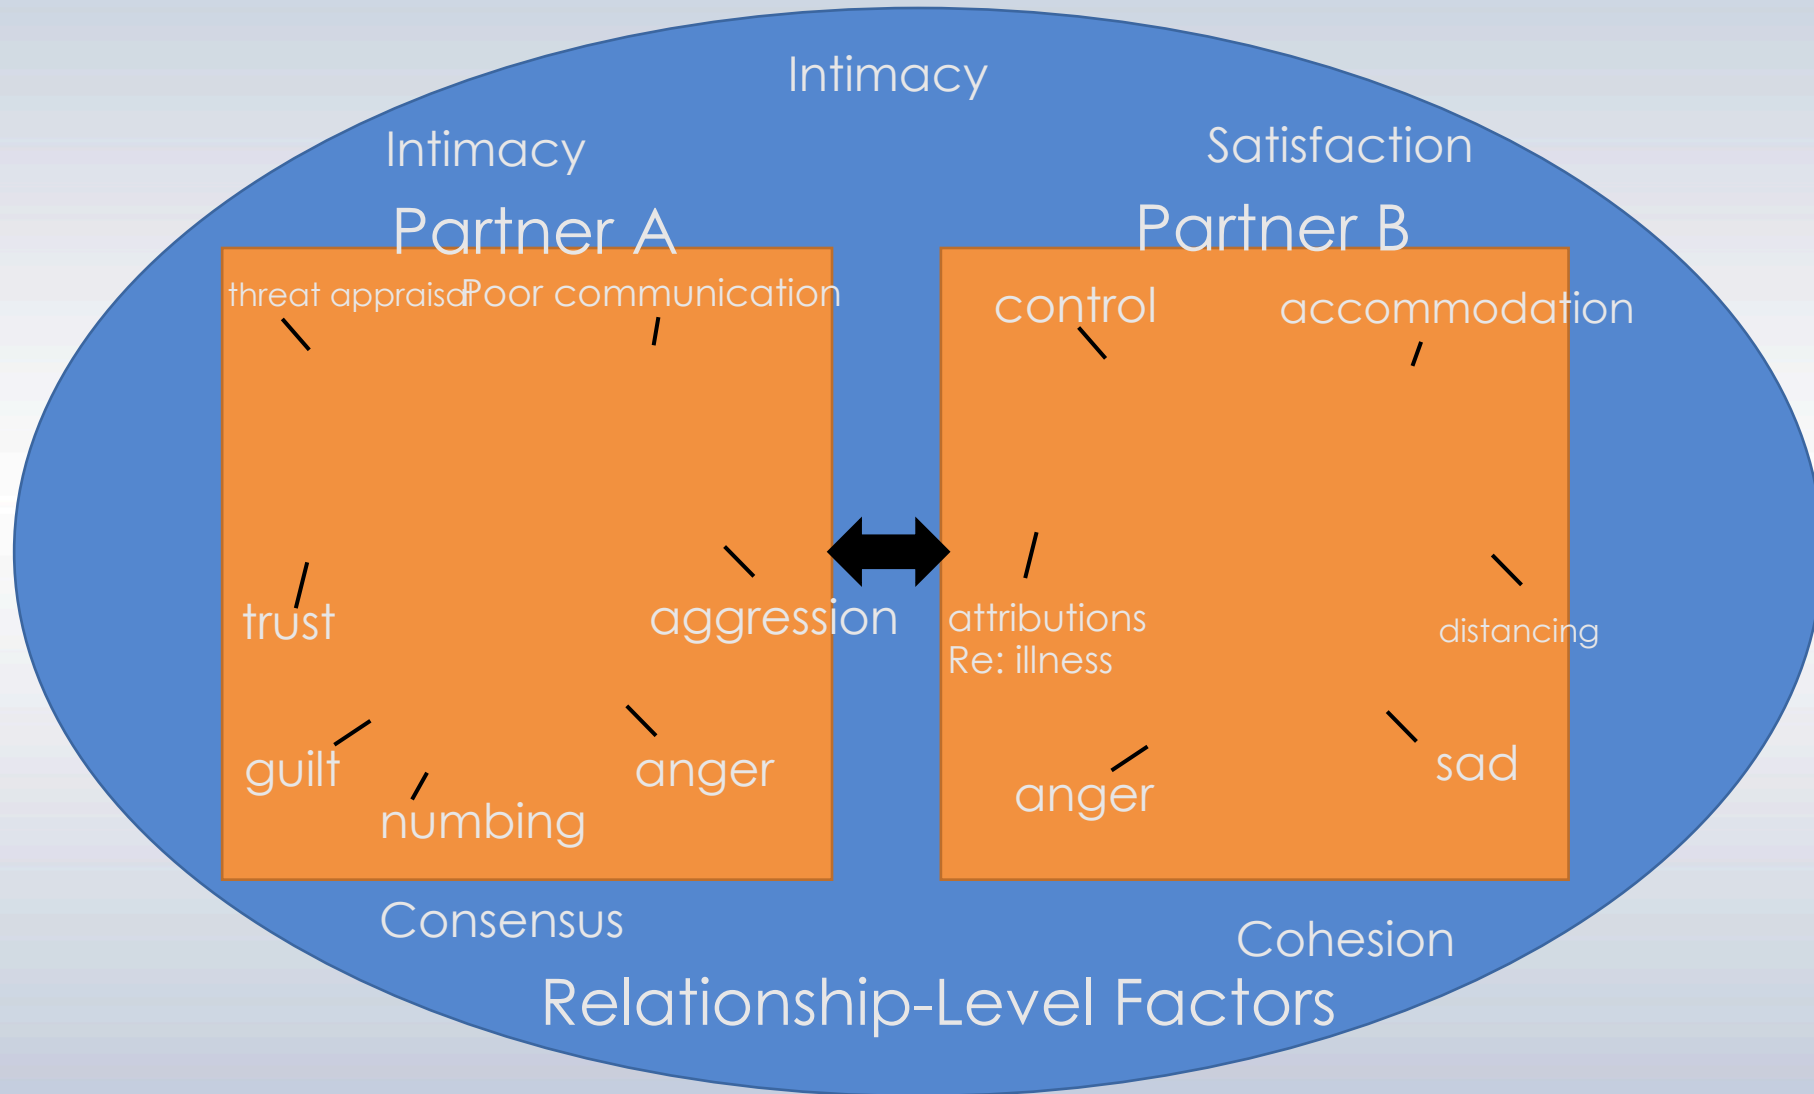 Intimacy
Intimacy
Satisfaction
Partner A
Partner B
threat appraisal
Poor communication
control
accommodation
trust
aggression
attributions
Re: illness
distancing
guilt
numbing
anger
anger
sad
Consensus
Cohesion
Relationship-Level Factors